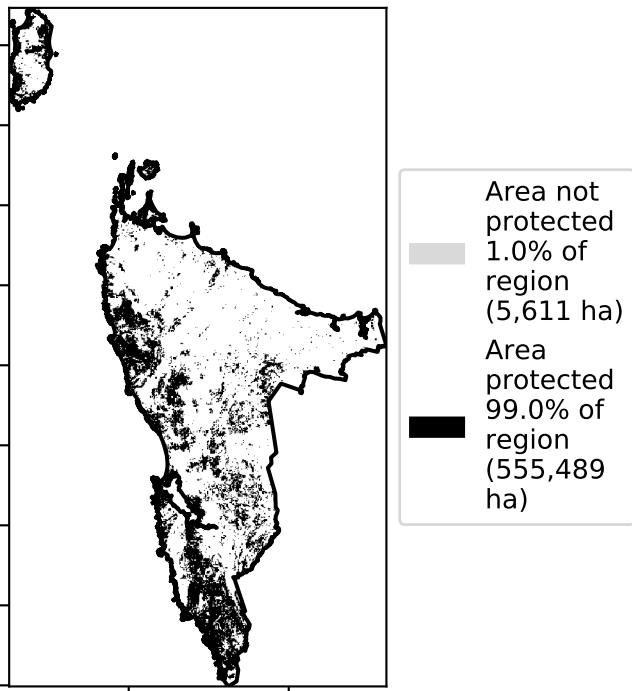 Area not
protected
1.0% of
region
(5,611 ha)
Area
protected
99.0% of
region
(555,489
ha)